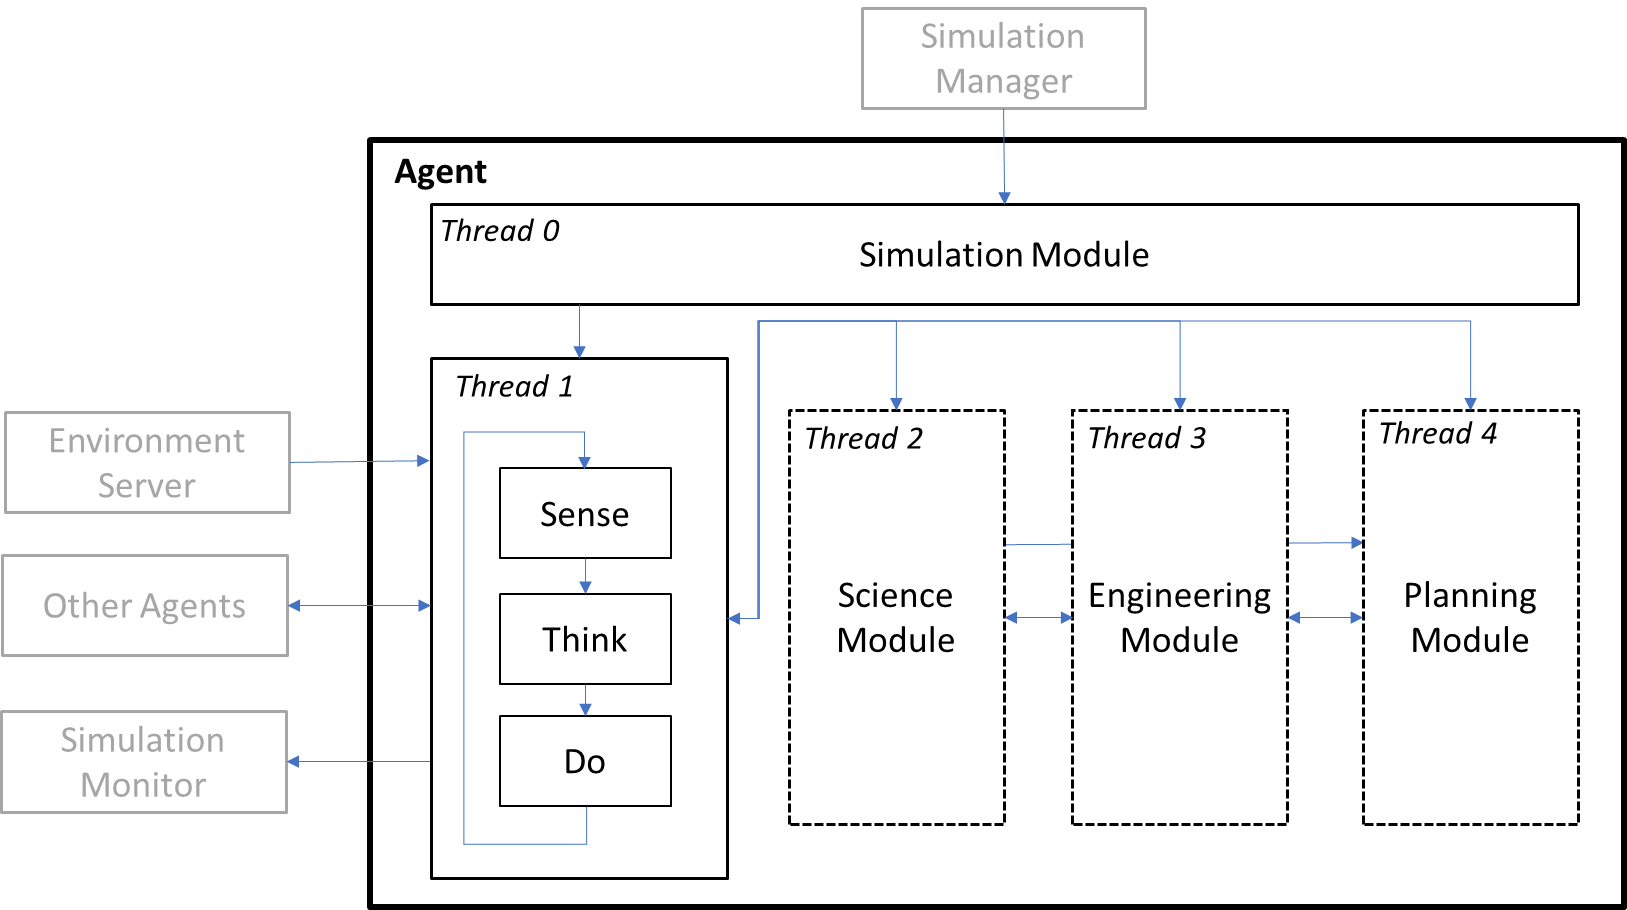 Simulation
Manager
Agent
Thread 0
Simulation Module
Thread 1
Environment
Server
Other Agents
Simulation
Monitor
Sense
Think
Do
Thread 2
Science
Module
Thread 3
Engineering
Module
Thread 4
Planning
Module